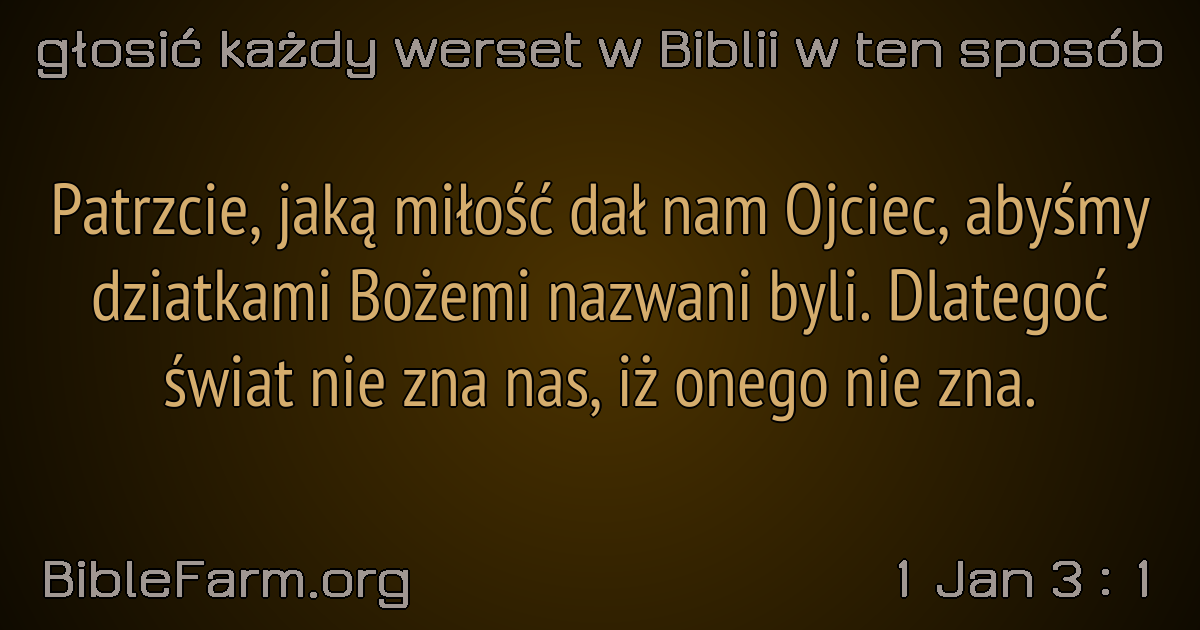 głosić każdy werset w Biblii w ten sposób
Patrzcie, jaką miłość dał nam Ojciec, abyśmy
dziatkami Bożemi nazwani byli. Dlategoć
świat nie zna nas, iż onego nie zna.
BibleFarm.org
1 Jan 3 : 1